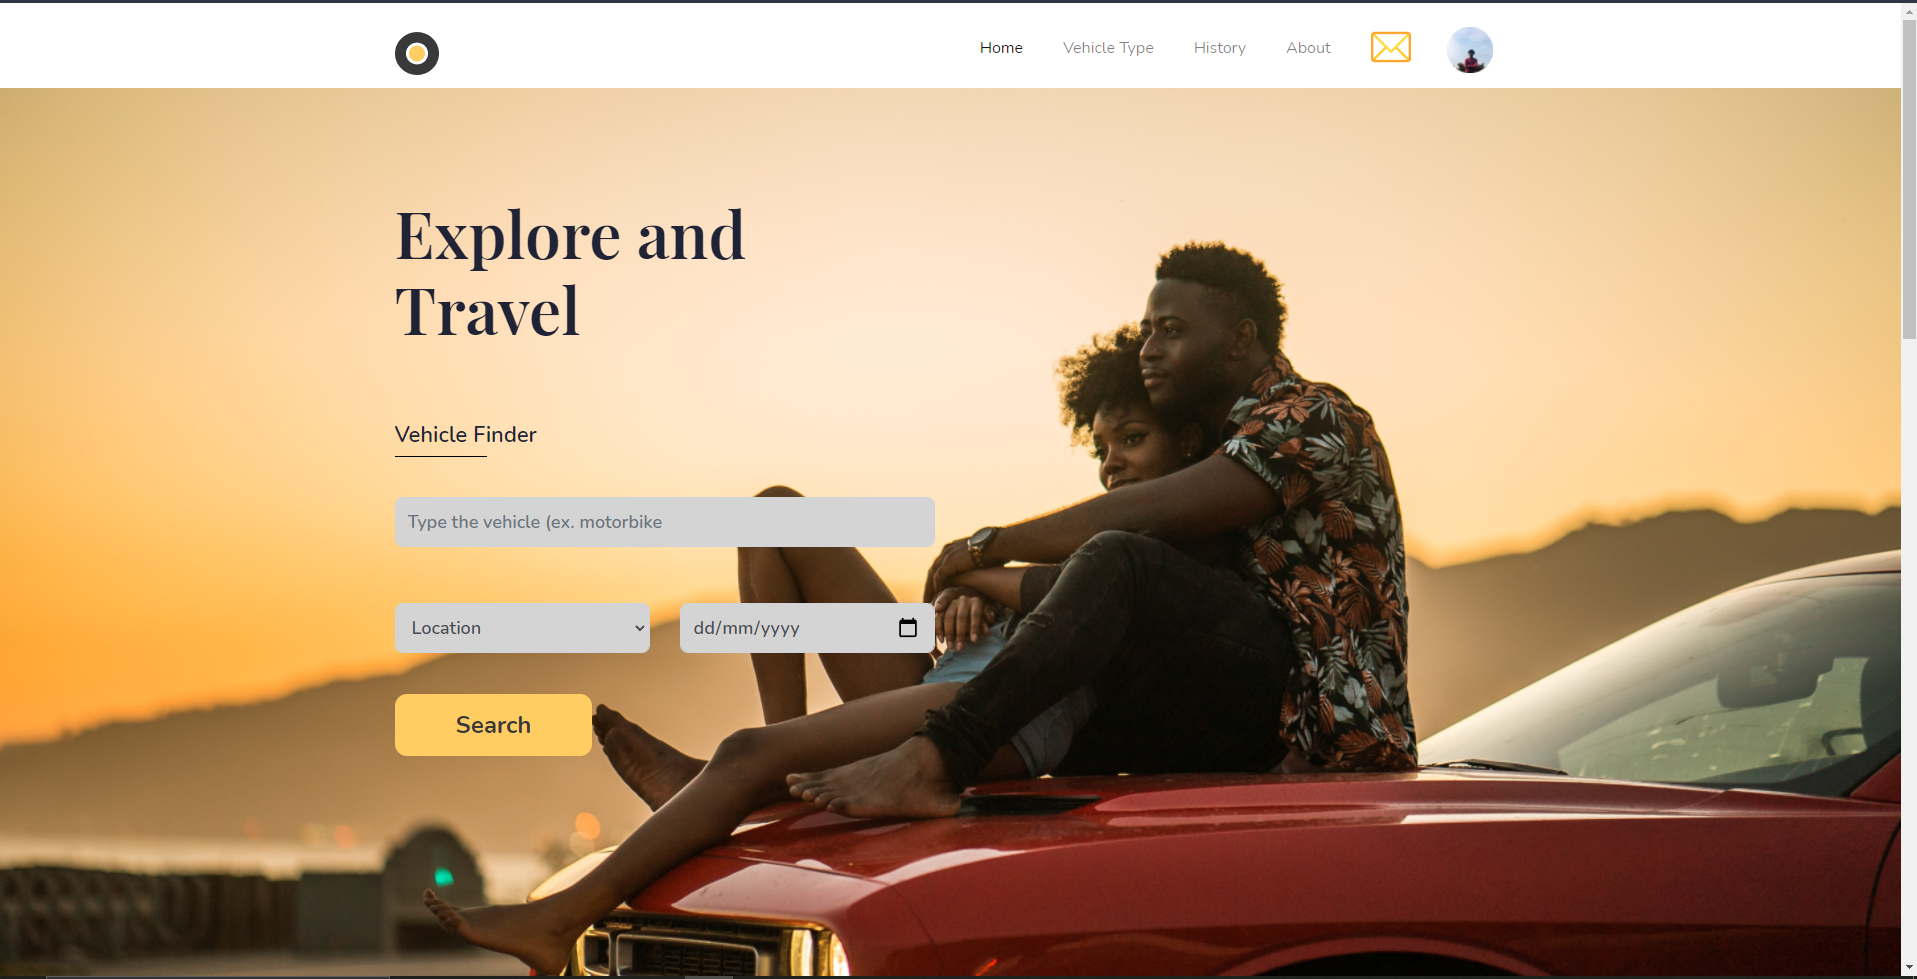 Home Vehicle Type History About
Explore and
Travel
Vehicle Finder
Type the vehicle (ex. motorbike
Location dd/mm/yyyy
Search